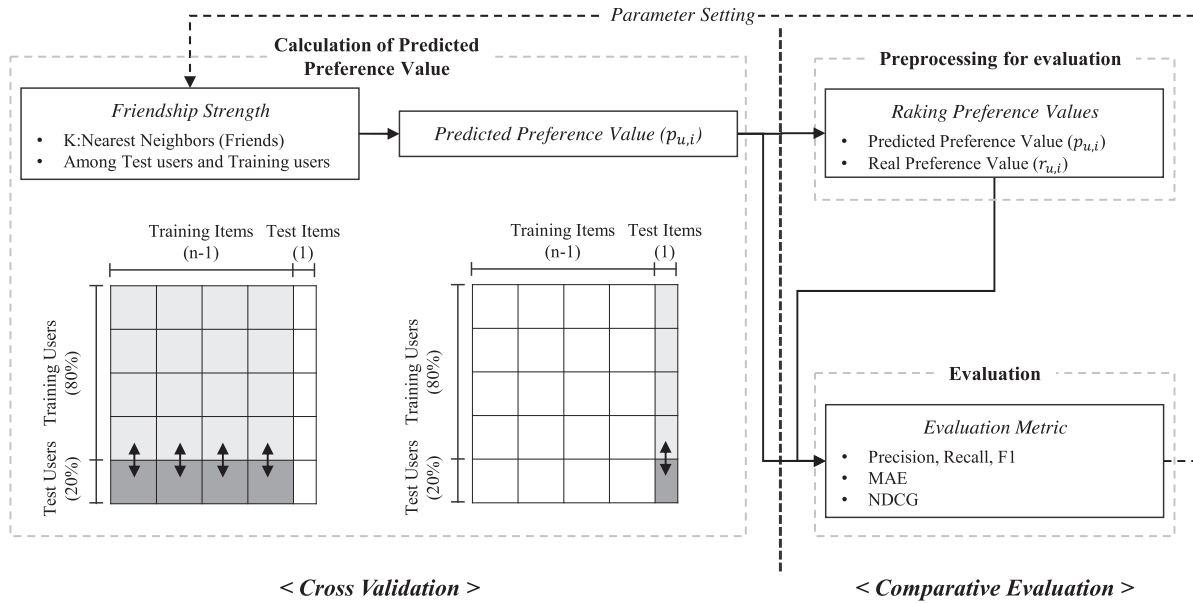 Parameter Setting
Calculation of Predicted
Preference Value
Friendship Strength
• K:Nearest Neighbors (Friends)
• Among Test users and Training users
Predicted Preference Value (p_{u,i})
Training Items
(n-1)
Test Items
(1)
Training Users
(80%)
Test Users
(20%)
Training Items
(n-1)
Test Items
(1)
Training Users
(80%)
Test Users
(20%)
< Cross Validation >
Preprocessing for evaluation
Raking Preference Values
• Predicted Preference Value (p_{u,i})
• Real Preference Value (r_{u,i})
Evaluation
Evaluation Metric
• Precision, Recall, F1
• MAE
• NDCG
< Comparative Evaluation >